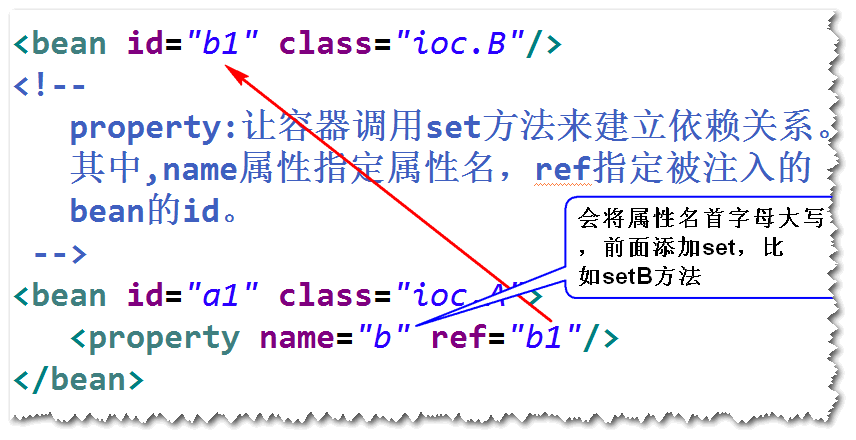 <bean id="b1" class="ioc.B"/>
<!--
property:让容器调用set方法来建立依赖关系。
其中,name属性指定属性名，ref指定被注入的
bean的id。
-->
会将属性名首字母大写
，前面添加set，比
如setB方法
<bean id="a1" class="ioc.A">
<property name="b" ref="b1"/>
</bean>